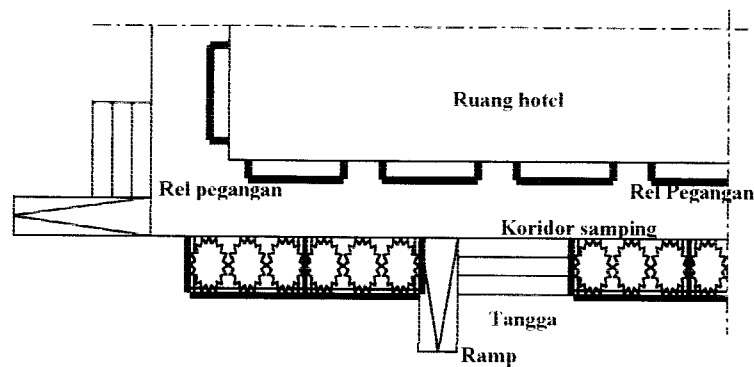 Ruang hotel
Rel pegangan
Rel Pegangan
Koridor samping
Tangga
Ramp